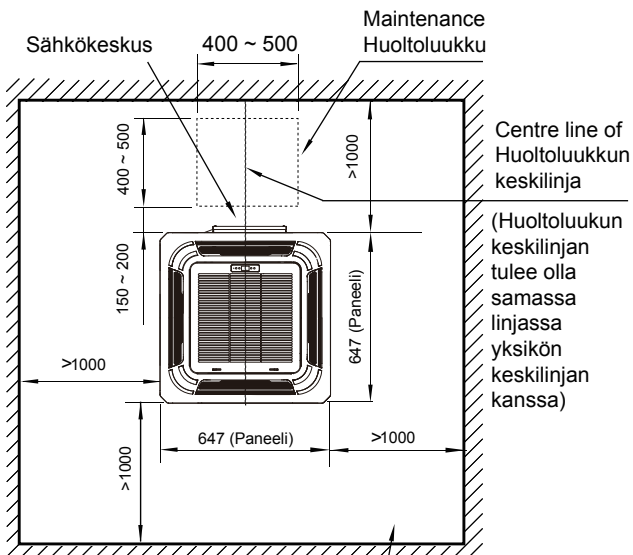 Maintenance
Huoltoluukku
Sähkökeskus
400 ~ 500
400 ~ 500
>1000
Centre line of
Huoltoluukkun
keskilinja
(Huoltoluukun
keskilinjan
tulee olla
samassa
linjassa
yksikön
keskilinjan
kanssa)
150 ~ 200
647 (Paneeli)
>1000
647 (Paneeli)
>1000
>1000